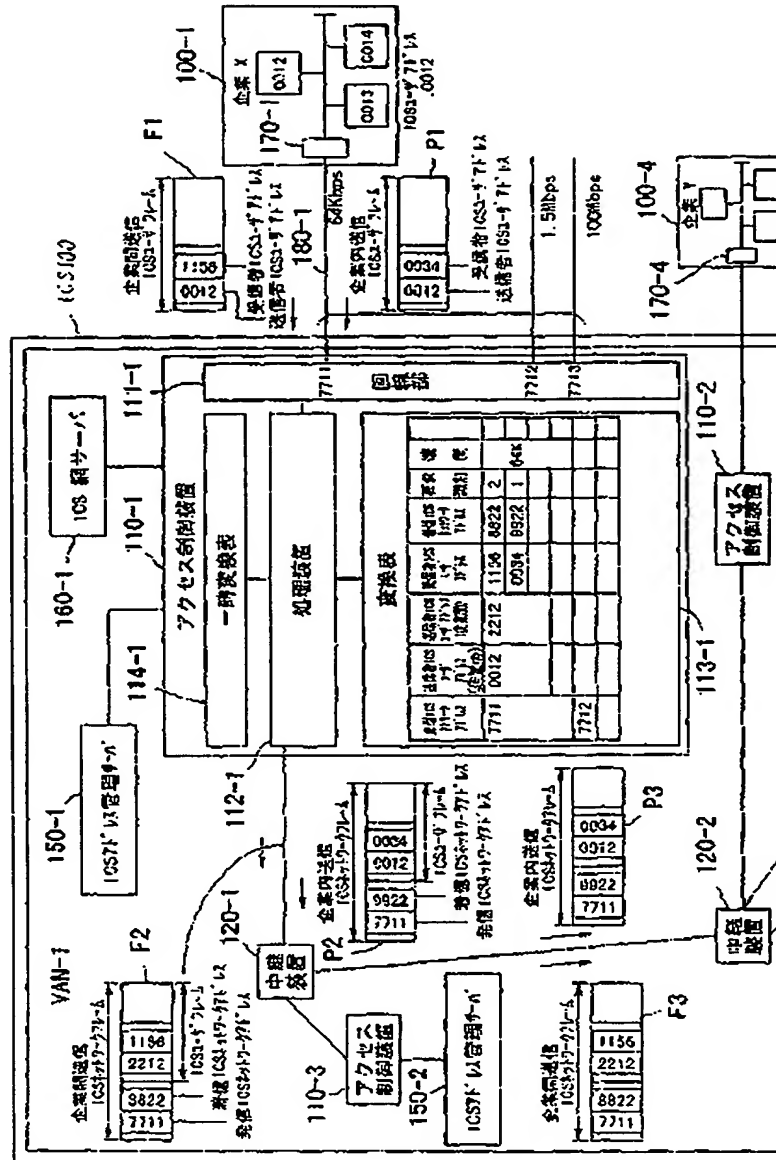 ICS100
VAN-1
F2
企業間送信
ICSネットワークフレーム
7711
8822
2212
1156
ICSユーザフレーム
着信ICSネットワークアドレス
発信ICSネットワークアドレス
150-1
ICSアドレス管理サーバ
160-1
ICS網サーバ
110-1
アクセス制御装置
114-1
一時変換表
111-1
回線部
112-1
処理装置
変換表
113-1
7711
0012
2212
1156
8822
2
0034
9922
1
64K
7712
7711
7712
7713
F1
企業間送信
ICSユーザフレーム
0012
1156
受信者ICSユーザアドレス
送信者ICSユーザアドレス
180-1
64Kbps
企業X
100-1
170-1
0012
0013
0014
ICSユーザアドレス
0012
企業内送信
ICSユーザフレーム
P1
0012
0034
受信者ICSユーザアドレス
送信者ICSユーザアドレス
1.5Mbps
100Mbps
企業Y
100-4
170-4
120-1
中継装置
企業内送信
ICSネットワークフレーム
P2
7711
9922
0012
0034
ICSユーザフレーム
着信ICSネットワークアドレス
発信ICSネットワークアドレス
110-3
アクセス制御装置
150-2
ICSアドレス管理サーバ
企業内送信
ICSネットワークフレーム
P3
7711
9922
0012
0034
企業間送信
ICSネットワークフレーム
F3
7711
8822
2212
1156
120-2
中継装置
110-2
アクセス制御装置